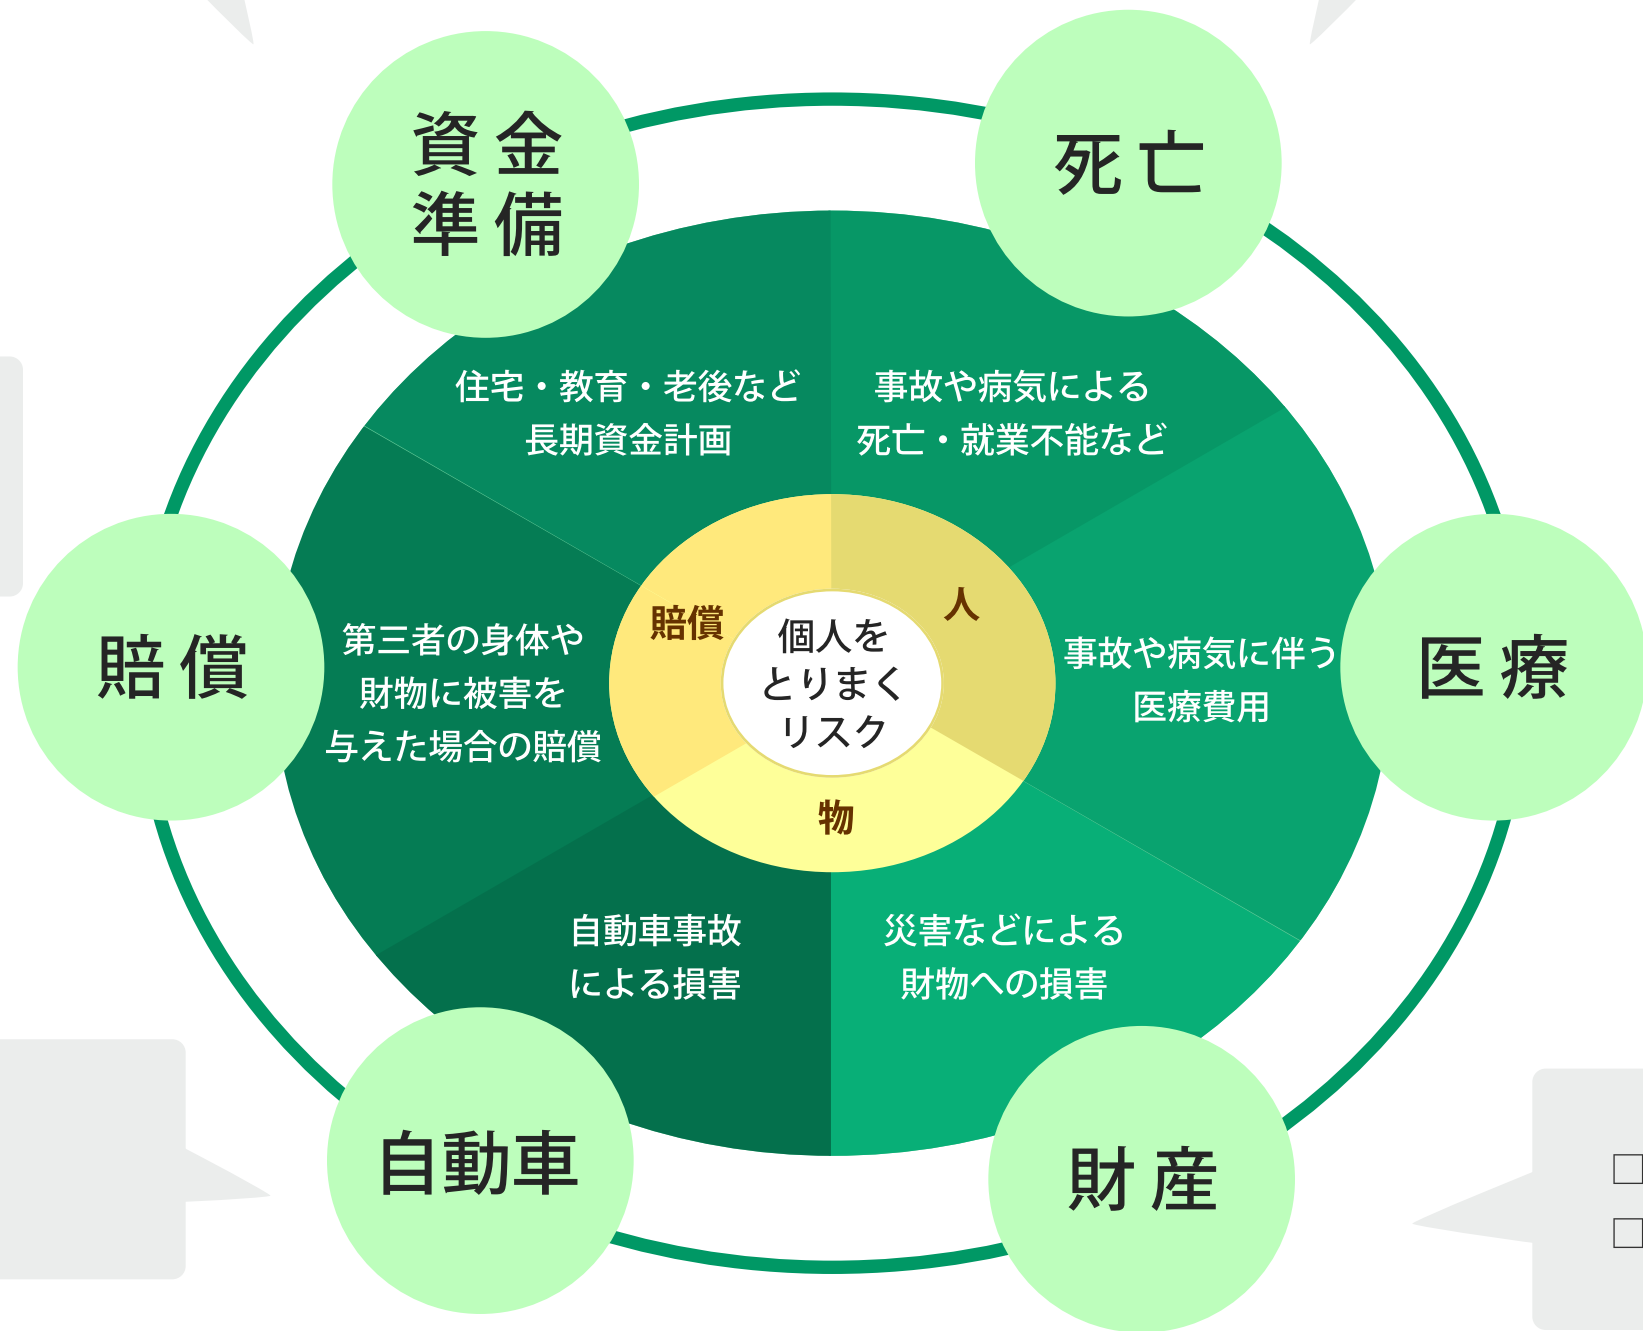 資金
準備
死亡
住宅・教育・老後など
長期資金計画
事故や病気による
死亡・就業不能など
賠償
第三者の身体や
財物に被害を
与えた場合の賠償
賠償
人
物
個人を
とりまく
リスク
事故や病気に伴う
医療費用
医療
自動車事故
による損害
災害などによる
財物への損害
自動車
財産
□
□